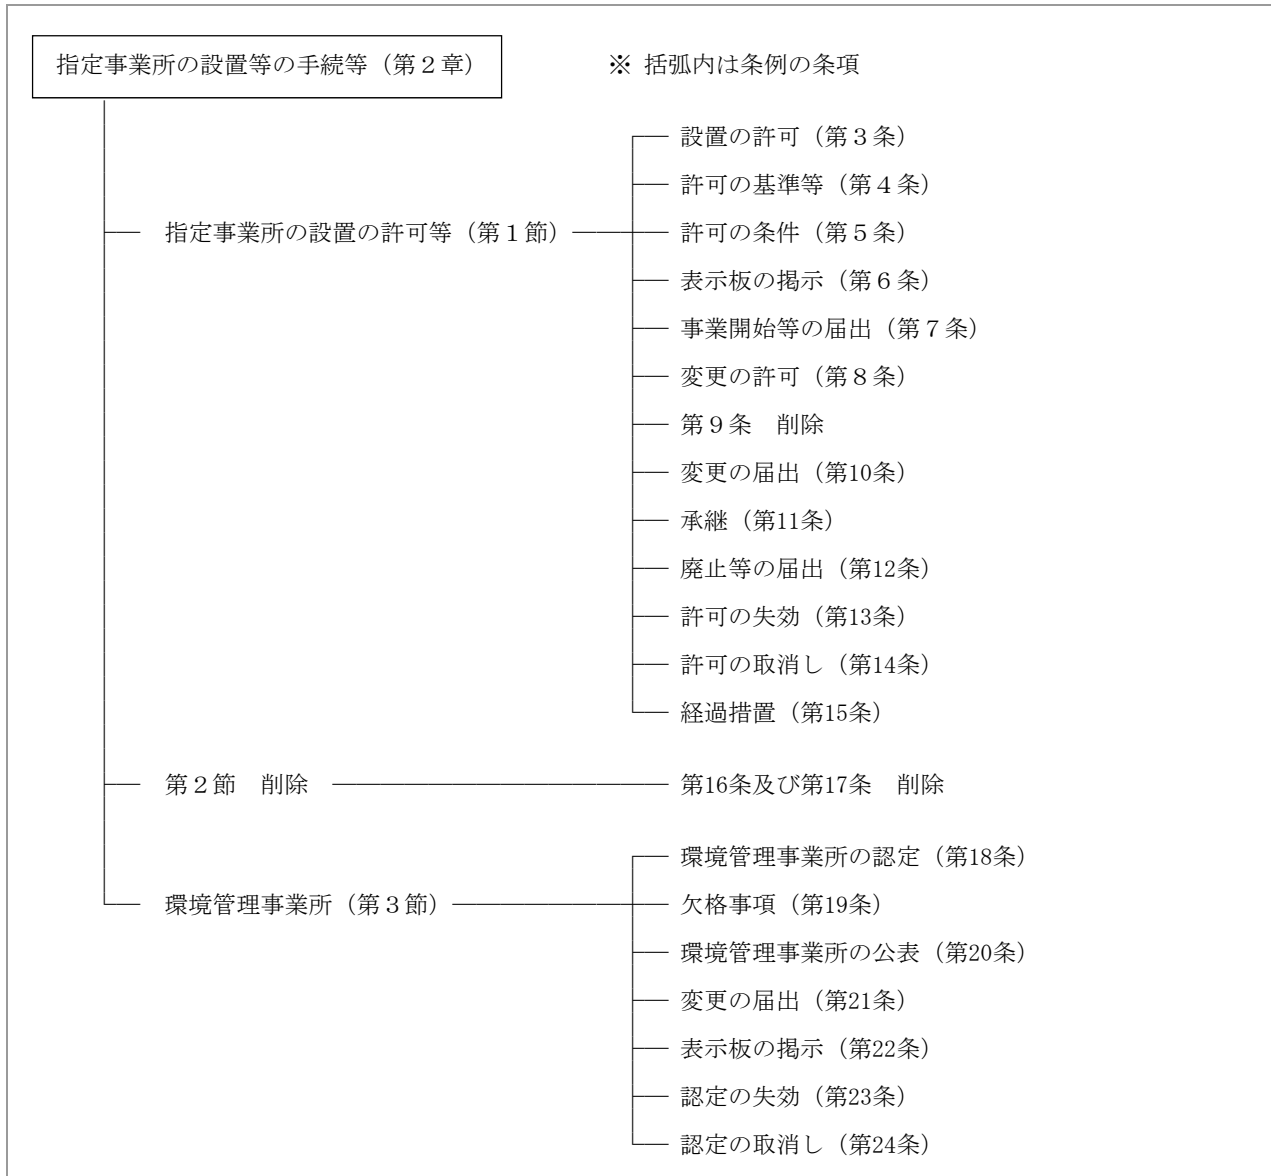 指定事業所の設置等の手続等（第２章）　※ 括弧内は条例の条項
設置の許可（第３条）
許可の基準等（第４条）
指定事業所の設置の許可等（第１節）　許可の条件（第５条）
表示板の掲示（第６条）
事業開始等の届出（第７条）
変更の許可（第８条）
第９条　削除
変更の届出（第10条）
承継（第11条）
廃止等の届出（第12条）
許可の失効（第13条）
許可の取消し（第14条）
経過措置（第15条）
第２節　削除　第16条及び第17条　削除
環境管理事業所の認定（第18条）
環境管理事業所（第３節）　欠格事項（第19条）
環境管理事業所の公表（第20条）
変更の届出（第21条）
表示板の掲示（第22条）
認定の失効（第23条）
認定の取消し（第24条）